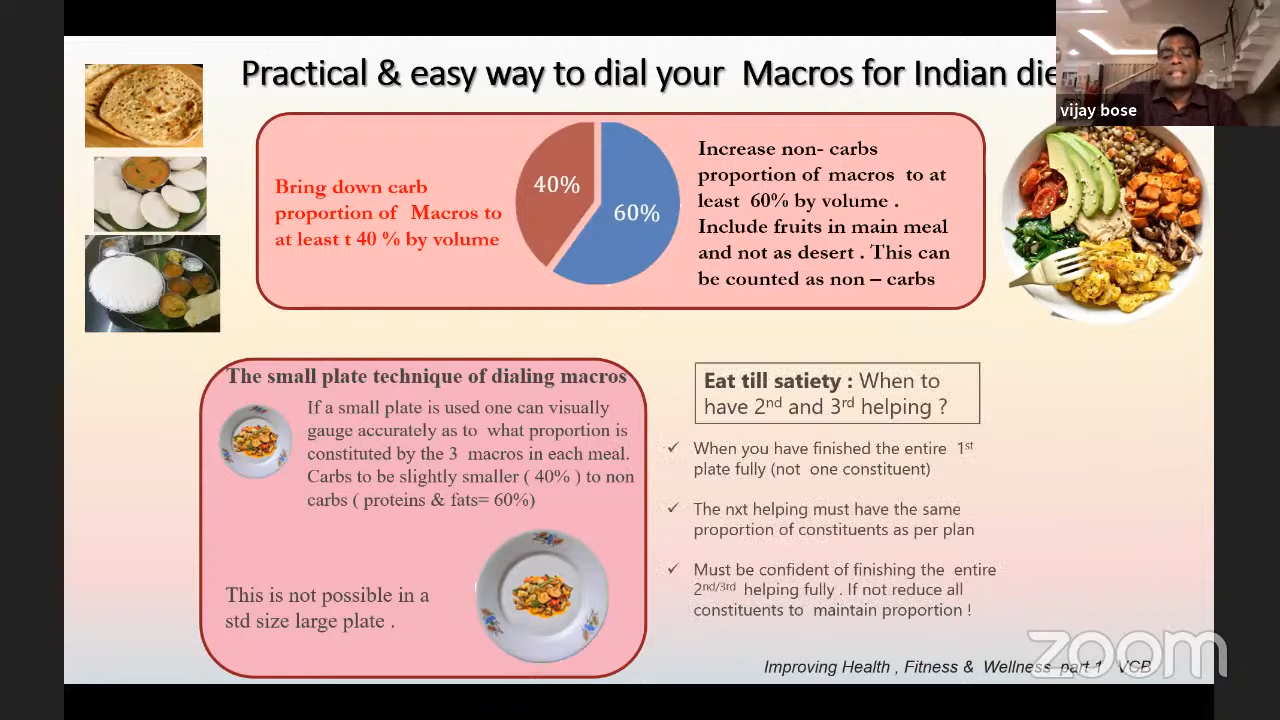 Practical & easy way to dial your Macros for Indian die
vijay bose
Bring down carb
proportion of Macros to
at least t 40 % by volume
40%
60%
Increase non- carbs
proportion of macros to at
least 60% by volume .
Include fruits in main meal
and not as desert . This can
be counted as non – carbs
The small plate technique of dialing macros
If a small plate is used one can visually
gauge accurately as to what proportion is
constituted by the 3 macros in each meal.
Carbs to be slightly smaller ( 40% ) to non
carbs ( proteins & fats= 60%)
This is not possible in a
std size large plate .
Eat till satiety : When to
have 2nd and 3rd helping ?
✓ When you have finished the entire 1st
plate fully (not one constituent)
✓ The nxt helping must have the same
proportion of constituents as per plan
✓ Must be confident of finishing the entire
2nd/3rd helping fully . If not reduce all
constituents to maintain proportion !
Improving Health , Fitness & Wellness part 1 VCB
zoom